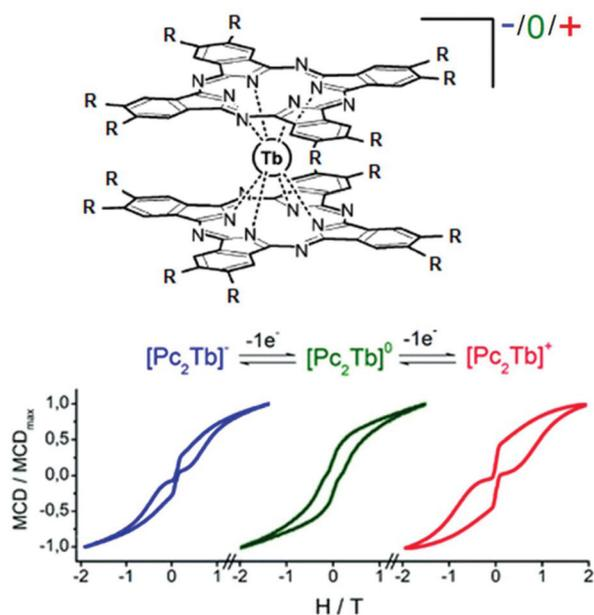 -/0/+
R
R
R
N
N
R
N
N
R
N
N
N
R
N
R
R
Tb
R
R
R
R
N
N
N
N
R
N
N
N
N
R
R
R
R
-1e⁻
-1e⁻
[Pc₂Tb]⁻
[Pc₂Tb]⁰
[Pc₂Tb]⁺
MCD / MCDmax
1,0
0,5
0,0
-0,5
-1,0
-2 -1 0 1 -2 -1 0 1 2 -1 0 1 2
H / T